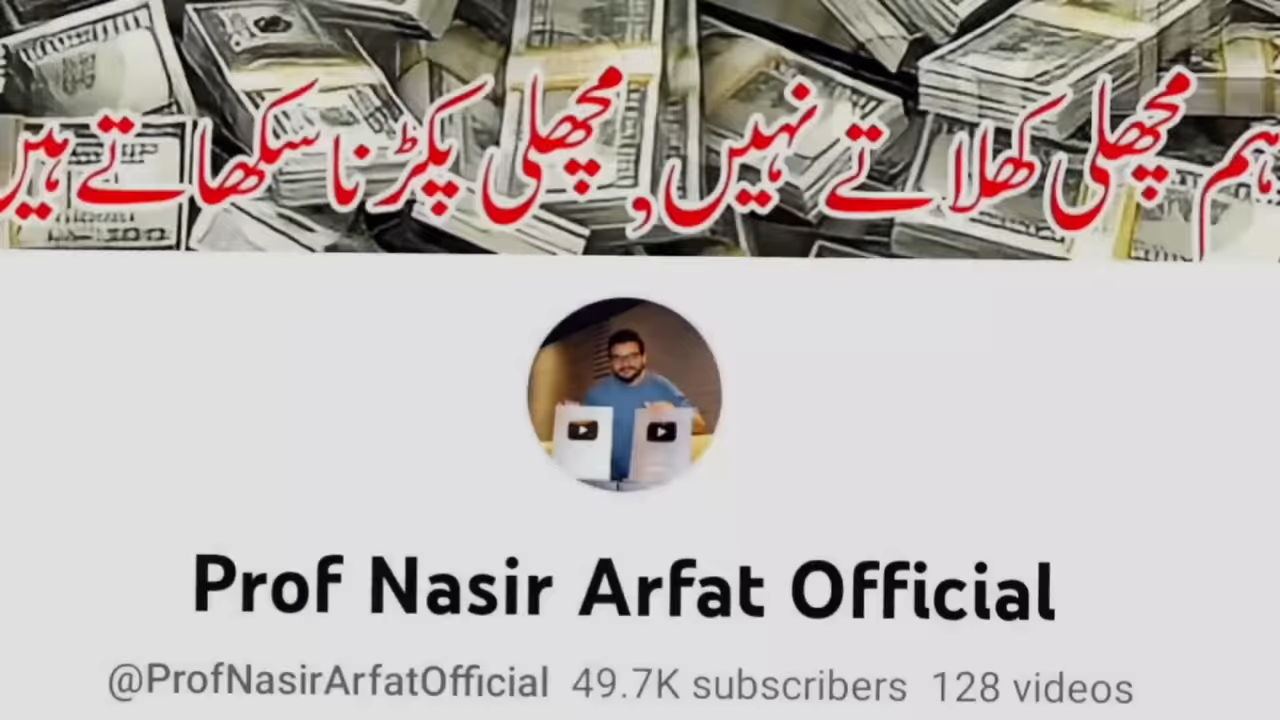 ہم مچھلی کھلاتے نہیں, مچھلی پکڑنا سکھاتے ہیں
Prof Nasir Arfat Official
@ProfNasirArfatOfficial 49.7K subscribers 128 videos